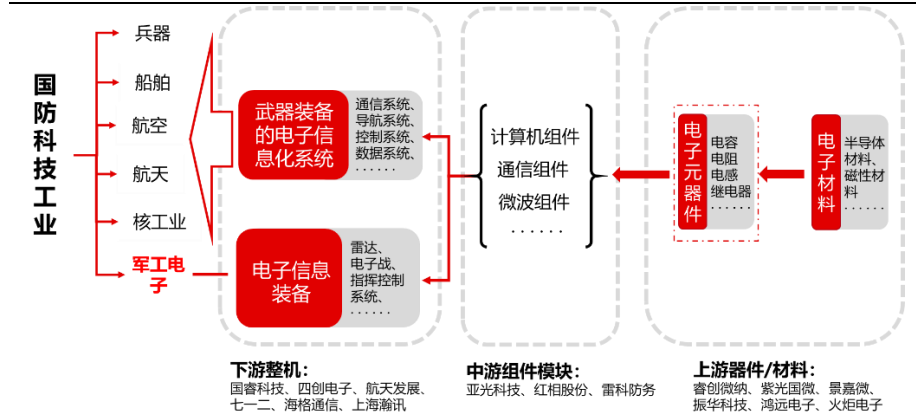 国防科技工业
兵器
船舶
航空
航天
核工业
军工电
子
武器装备
的电子信
息化系统
通信系统、
导航系统、
控制系统、
数据系统、
······
电子信息
装备
雷达、
电子战、
指挥控制
系统、
······
计算机组件
通信组件
微波组件
······
电子元器件
电容
电阻
电感
继电器
······
电子材料
半导体
材料、
磁性材
料
······
下游整机：
国睿科技、四创电子、航天发展、
七一二、海格通信、上海瀚讯
中游组件模块：
亚光科技、红相股份、雷科防务
上游器件/材料：
睿创微纳、紫光国微、景嘉微、
振华科技、鸿远电子、火炬电子